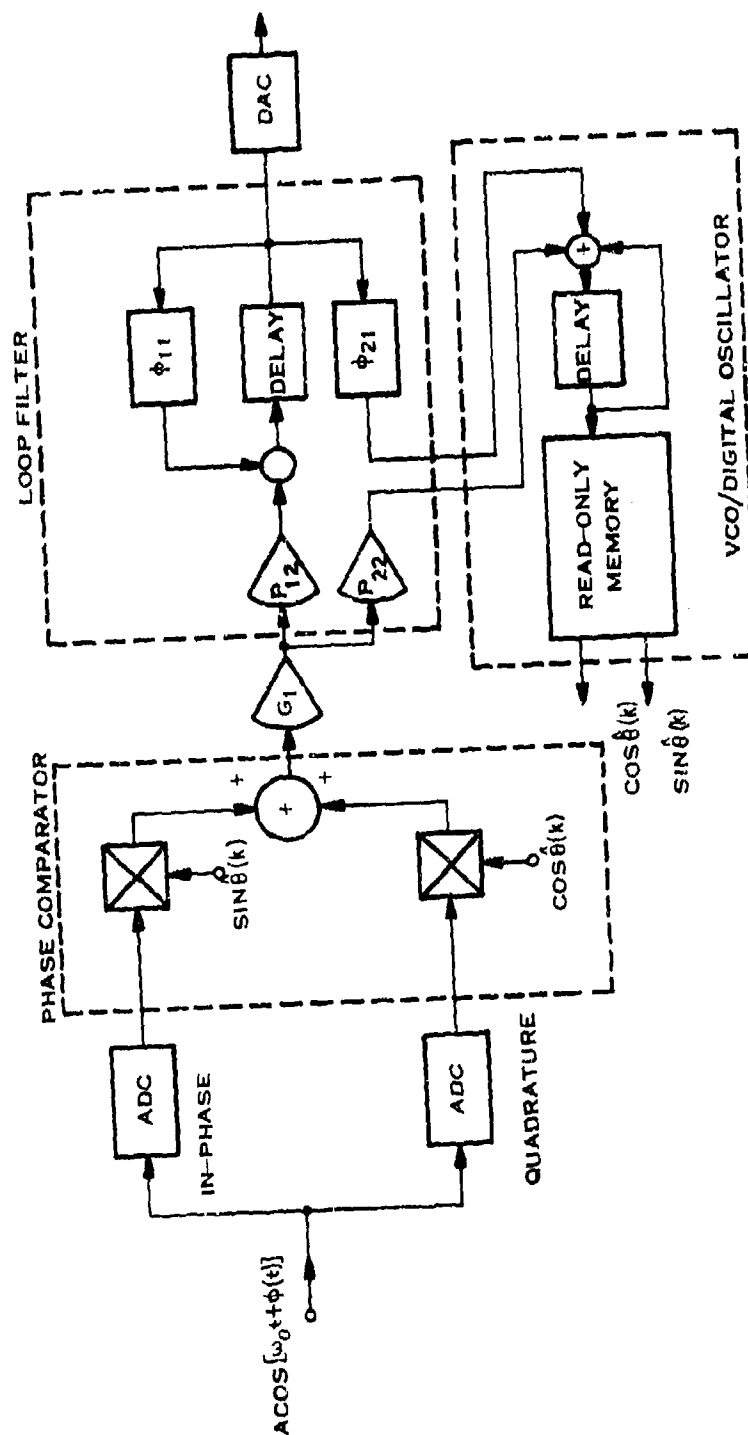 ACOS[ω₀t+φ(t)]
ADC
IN-PHASE
ADC
QUADRATURE
PHASE COMPARATOR
SIN θ̂(k)
+
+
+
COS θ̂(k)
G₁
LOOP FILTER
P₁₂
P₂₂
φ₁₁
DELAY
φ₂₁
DAC
+
DELAY
READ-ONLY
MEMORY
COS θ̂(k)
SIN θ̂(k)
VCO/DIGITAL OSCILLATOR